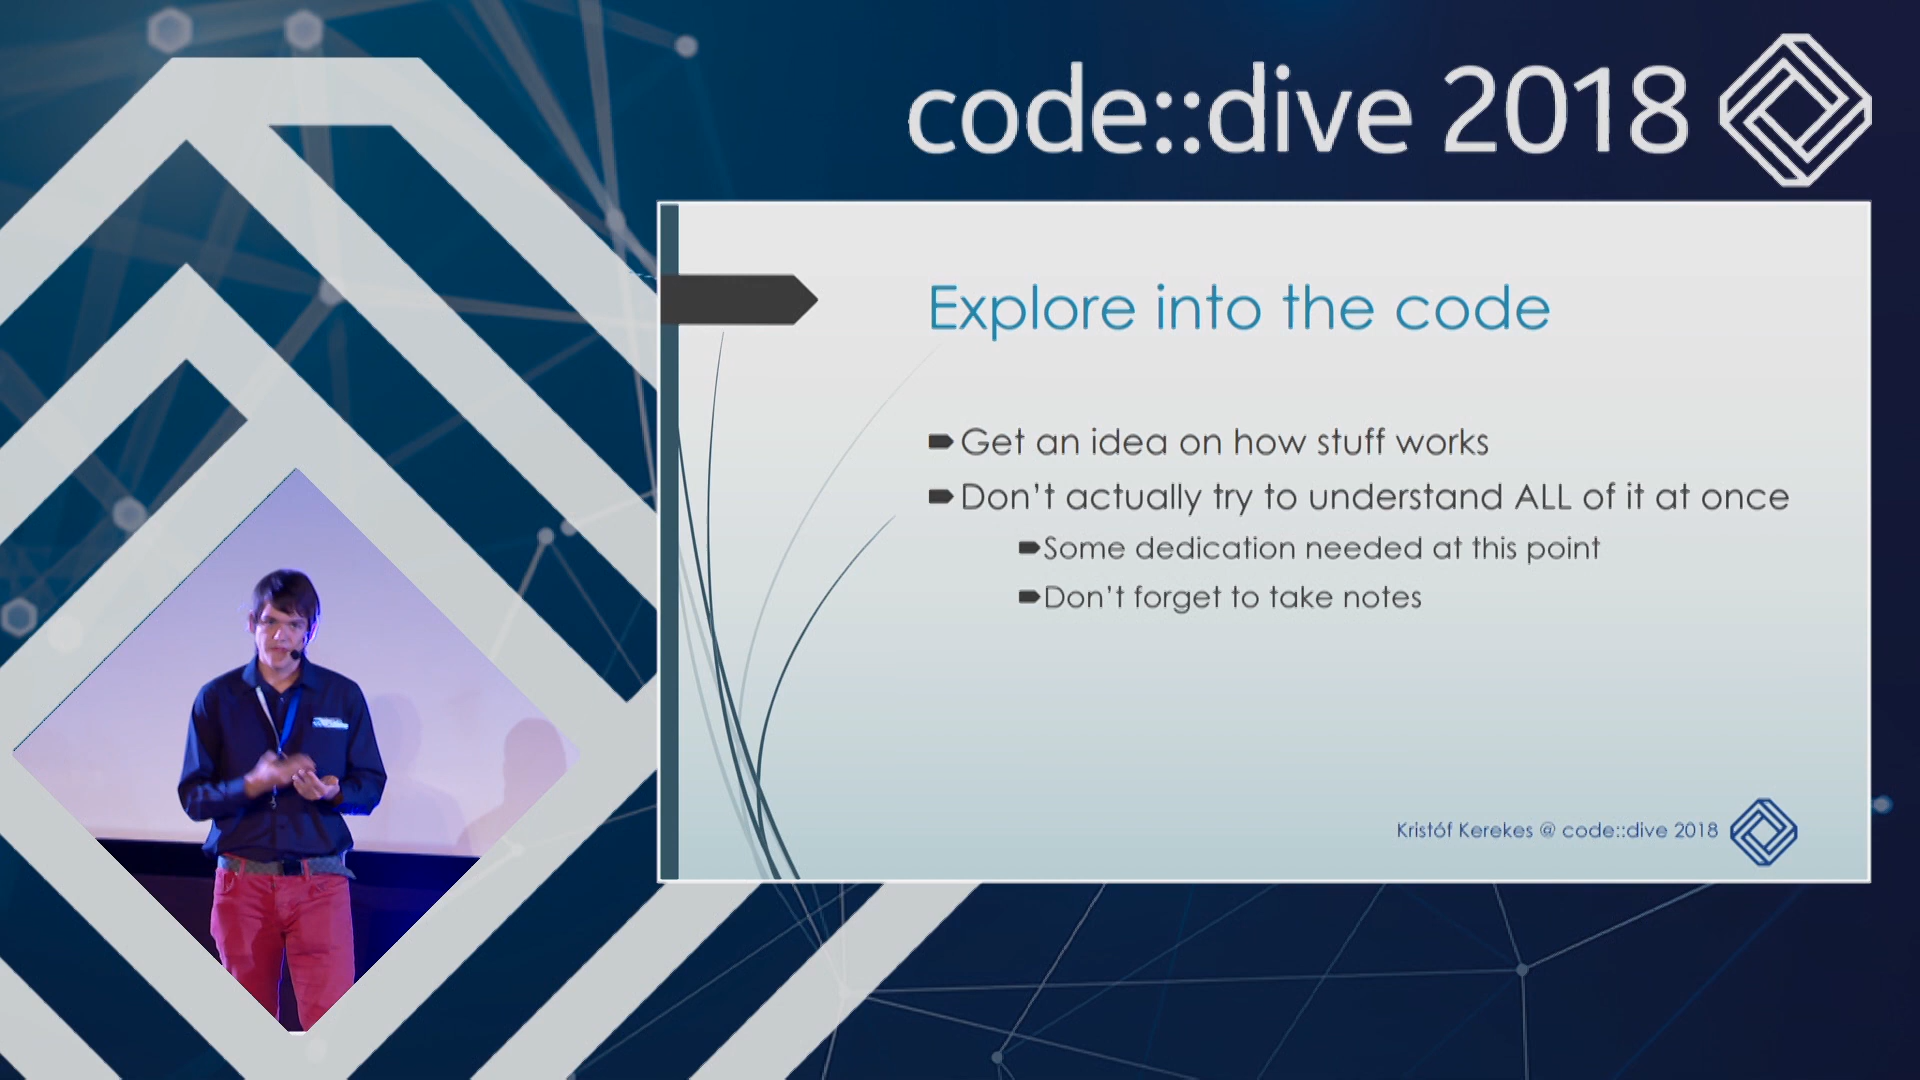 code::dive 2018
Explore into the code
Get an idea on how stuff works
Don't actually try to understand ALL of it at once
Some dedication needed at this point
Don't forget to take notes
Kristóf Kerekes @ code::dive 2018